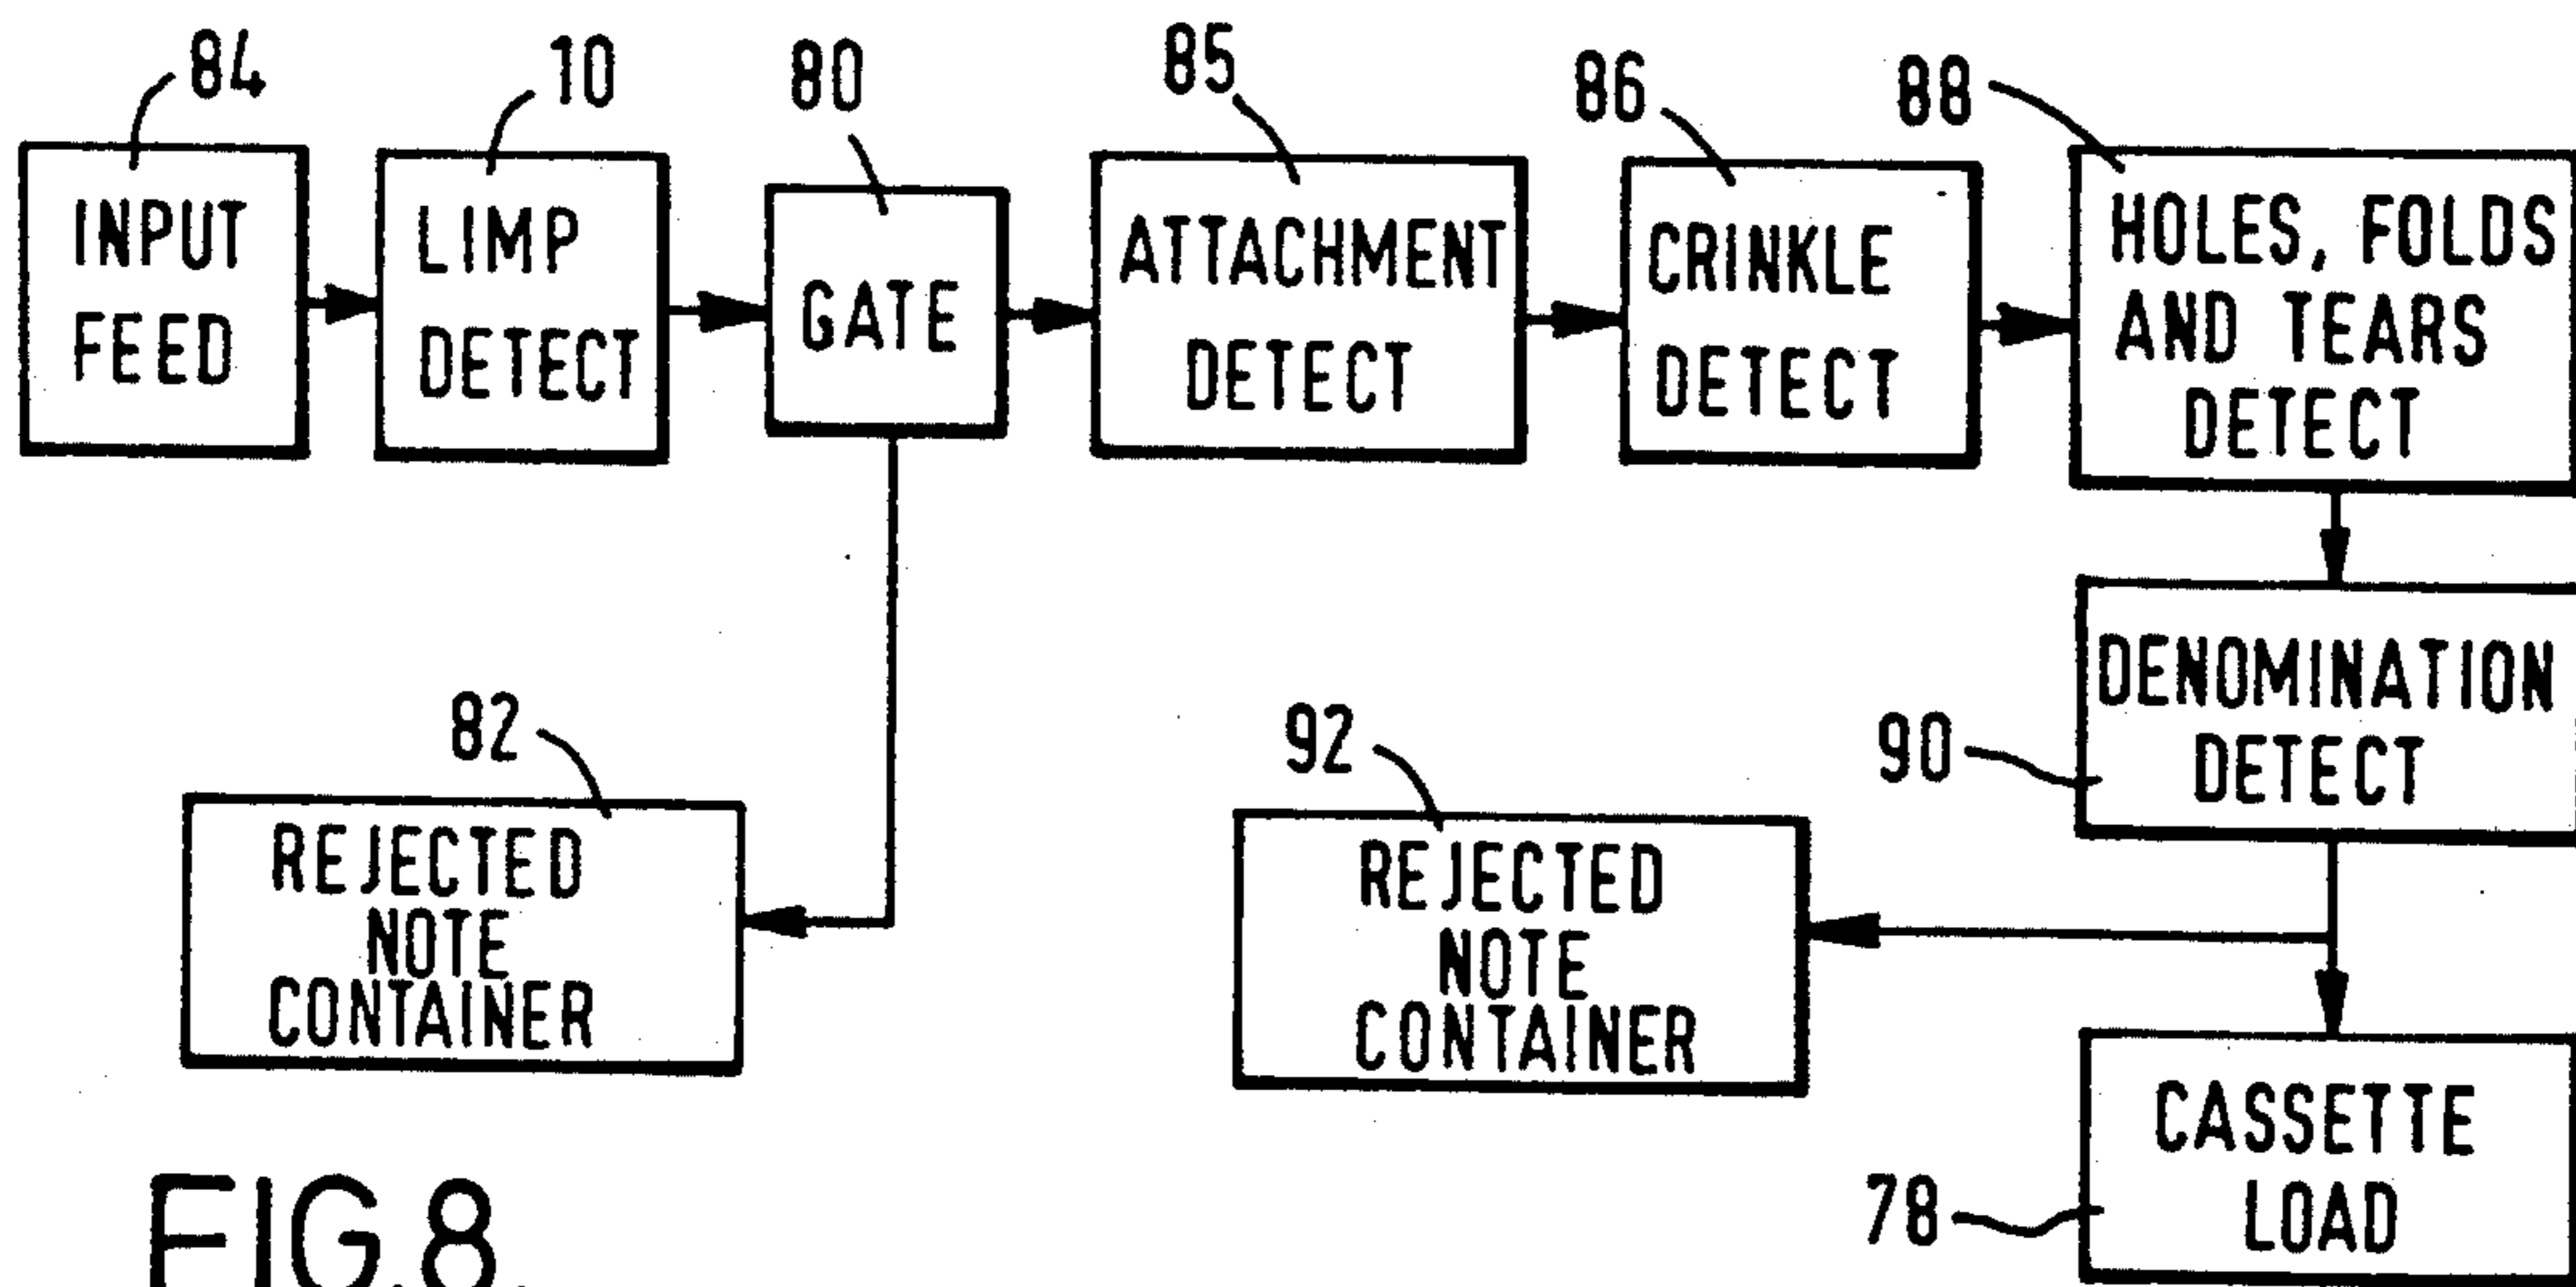 84
10
80
85
86
88
INPUT
FEED
LIMP
DETECT
GATE
ATTACHMENT
DETECT
CRINKLE
DETECT
HOLES, FOLDS
AND TEARS
DETECT
82
92
90
DENOMINATION
DETECT
REJECTED
NOTE
CONTAINER
REJECTED
NOTE
CONTAINER
78
CASSETTE
LOAD
FIG.8.